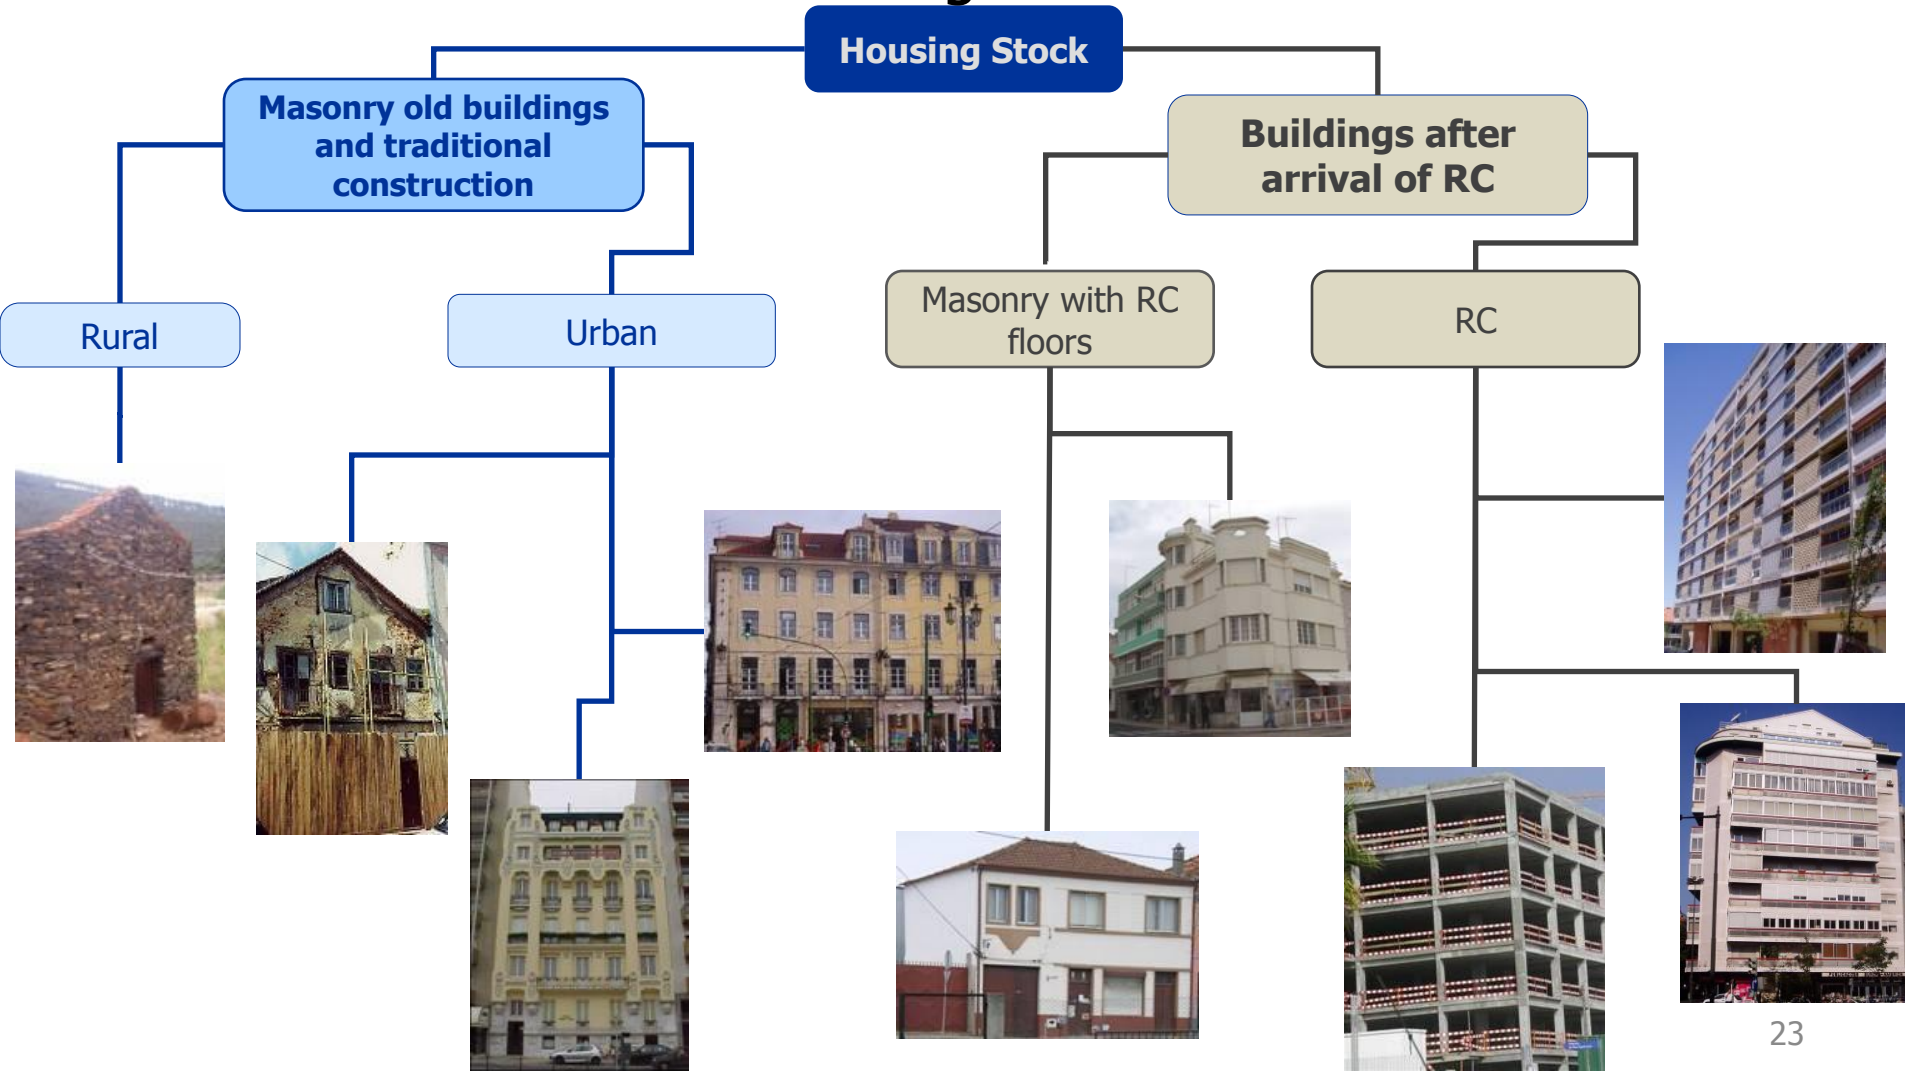 Housing Stock
Masonry old buildings
and traditional
construction
Buildings after
arrival of RC
Rural
Urban
Masonry with RC
floors
RC
23